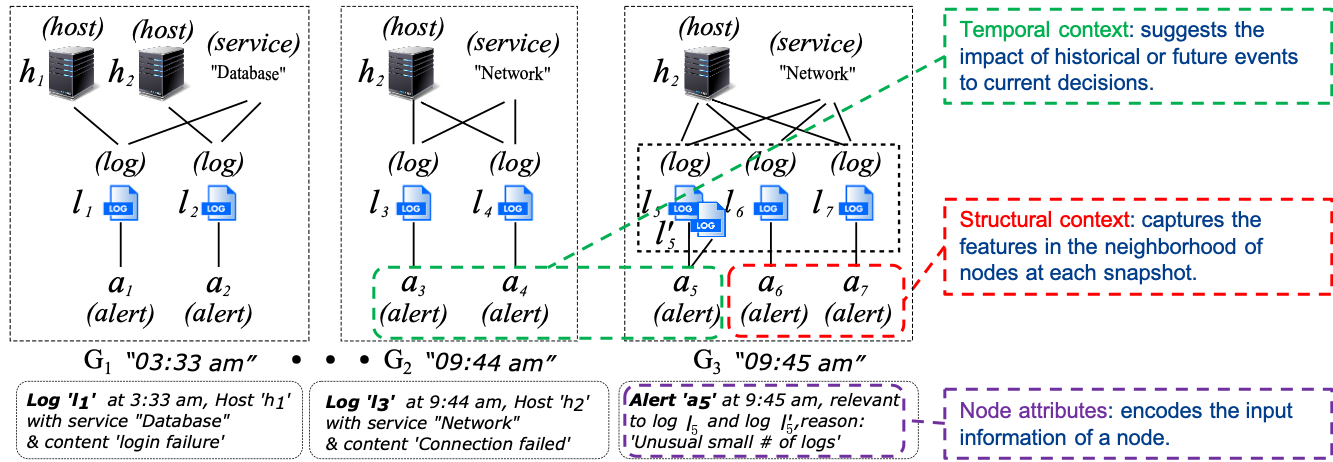 (host) (host) (service)
h1 h2 "Database"
(log) (log)
l1 LOG l2 LOG
a1 a2
(alert) (alert)
G1 "03:33 am"
(host) (service)
h2 "Network"
(log) (log)
l3 LOG l4 LOG
a3 a4
(alert) (alert)
• • • G2 "09:44 am"
(host) (service)
h2 "Network"
(log) (log) (log)
l5 LOG l6 LOG l7 LOG
l'5 LOG
a5 a6 a7
(alert) (alert) (alert)
G3 "09:45 am"
Temporal context: suggests the
impact of historical or future events
to current decisions.
Structural context: captures the
features in the neighborhood of
nodes at each snapshot.
Log 'l1' at 3:33 am, Host 'h1'
with service "Database"
& content 'login failure'
Log 'l3' at 9:44 am, Host 'h2'
with service "Network"
& content 'Connection failed'
Alert 'a5' at 9:45 am, relevant
to log l5 and log l'5,reason:
'Unusual small # of logs'
Node attributes: encodes the input
information of a node.